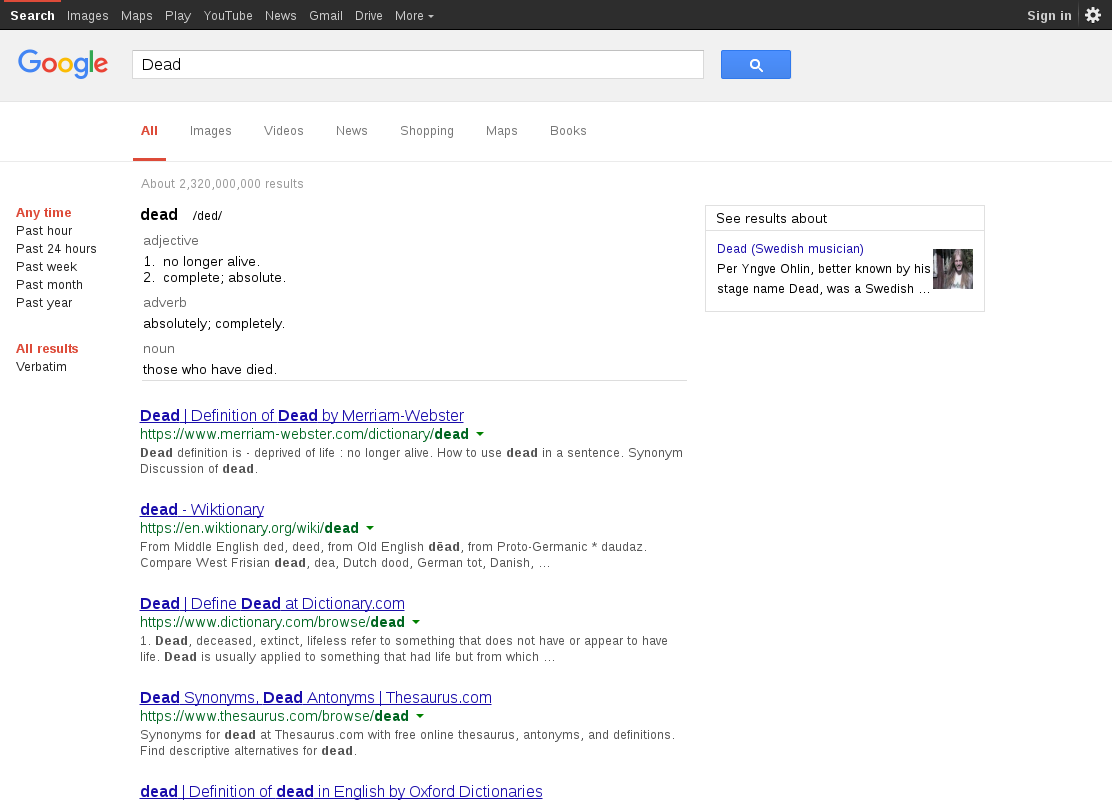 Search Images Maps Play YouTube News Gmail Drive More Sign in
Google Dead
All Images Videos News Shopping Maps Books
About 2,320,000,000 results
Any time
Past hour
Past 24 hours
Past week
Past month
Past year
All results
Verbatim
dead /ded/
adjective
1. no longer alive.
2. complete; absolute.
adverb
absolutely; completely.
noun
those who have died.
Dead | Definition of Dead by Merriam-Webster
https://www.merriam-webster.com/dictionary/dead
Dead definition is - deprived of life : no longer alive. How to use dead in a sentence. Synonym
Discussion of dead.
dead - Wiktionary
https://en.wiktionary.org/wiki/dead
From Middle English ded, deed, from Old English dēad, from Proto-Germanic * daudaz.
Compare West Frisian dead, dea, Dutch dood, German tot, Danish, ...
Dead | Define Dead at Dictionary.com
https://www.dictionary.com/browse/dead
1. Dead, deceased, extinct, lifeless refer to something that does not have or appear to have
life. Dead is usually applied to something that had life but from which ...
Dead Synonyms, Dead Antonyms | Thesaurus.com
https://www.thesaurus.com/browse/dead
Synonyms for dead at Thesaurus.com with free online thesaurus, antonyms, and definitions.
Find descriptive alternatives for dead.
dead | Definition of dead in English by Oxford Dictionaries
See results about
Dead (Swedish musician)
Per Yngve Ohlin, better known by his
stage name Dead, was a Swedish ...